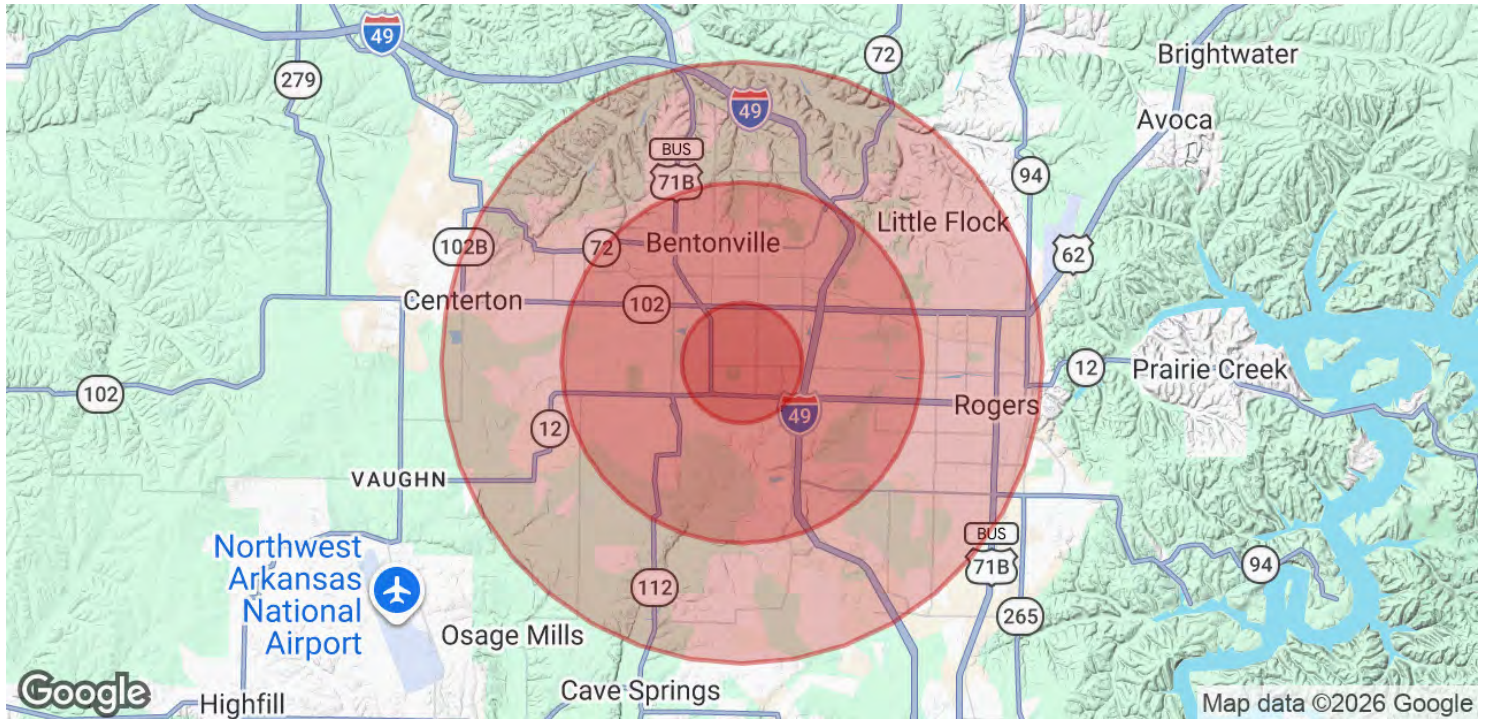 49
279
72
Brightwater
Avoca
49
BUS
71B
94
Little Flock
102B
72
Bentonville
62
Centerton
102
102
12
Prairie Creek
Rogers
49
12
VAUGHN
Northwest
Arkansas
National
Airport
BUS
71B
94
112
265
Osage Mills
Cave Springs
Highfill
Google
Map data ©2026 Google